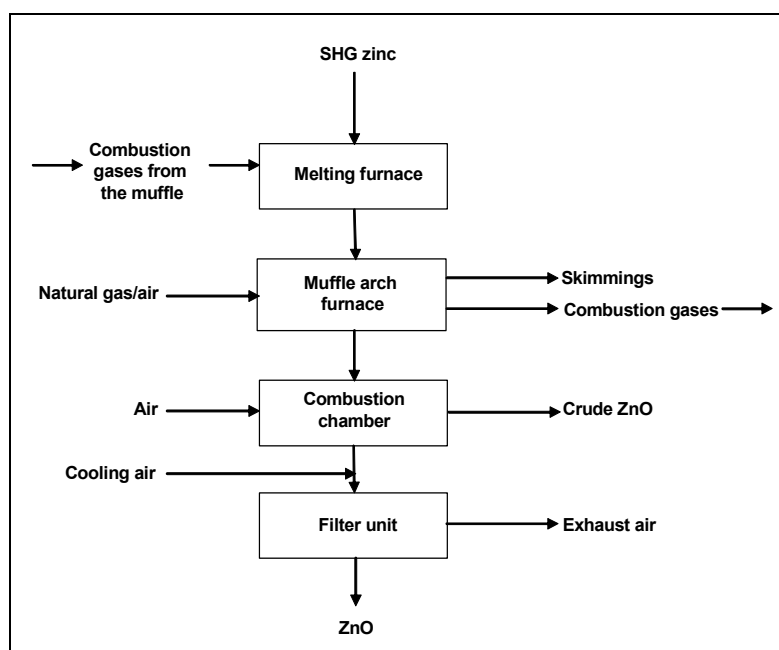 SHG zinc
Combustion
gases from
the muffle
Melting furnace
Natural gas/air
Muffle arch
furnace
Skimmings
Combustion gases
Air
Combustion
chamber
Crude ZnO
Cooling air
Filter unit
Exhaust air
ZnO